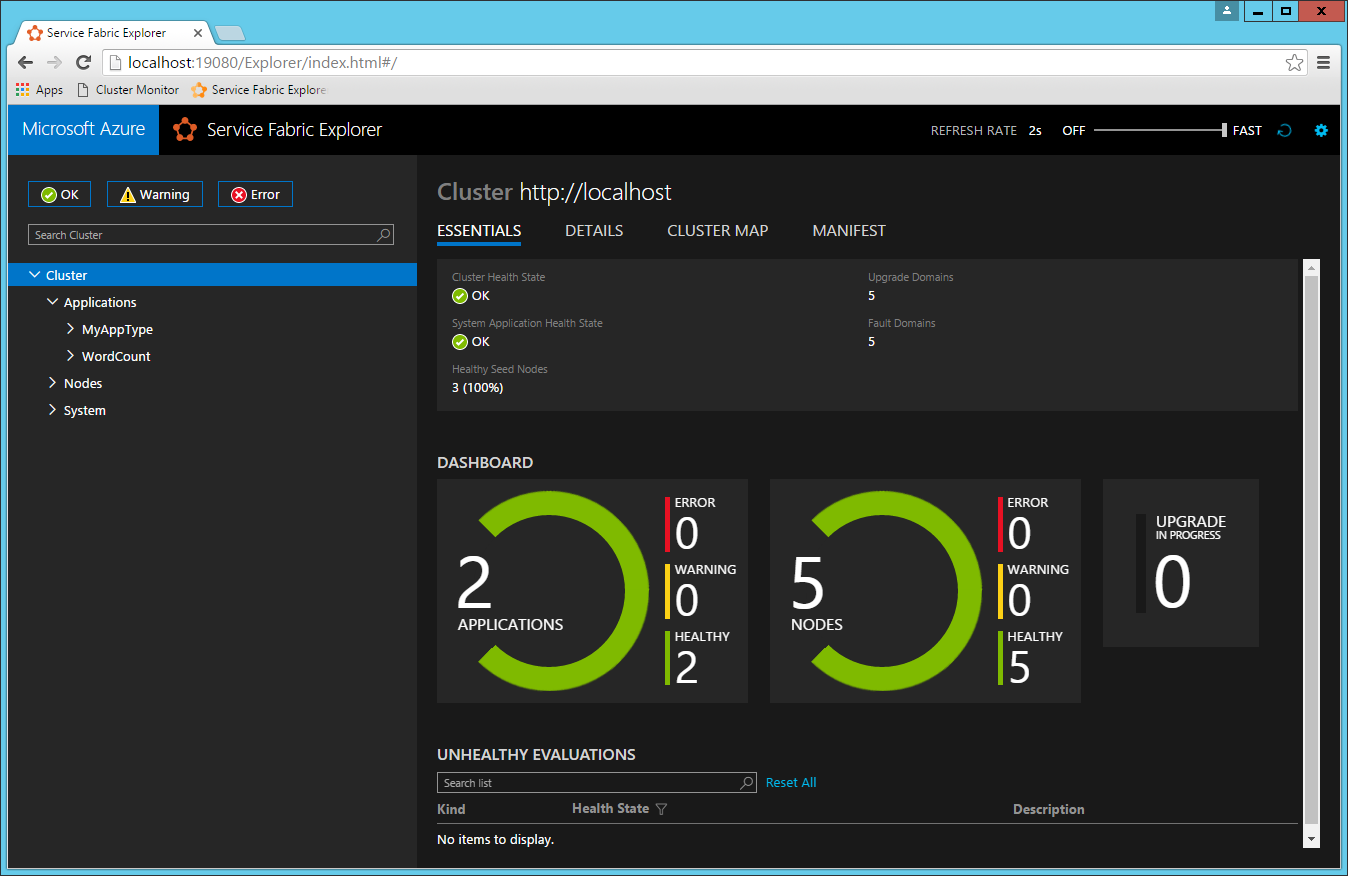 Service Fabric Explorer
localhost:19080/Explorer/index.html#/
Apps Cluster Monitor Service Fabric Explore
Microsoft Azure Service Fabric Explorer REFRESH RATE 2s OFF FAST
OK Warning Error
Search Cluster
Cluster
Applications
MyAppType
WordCount
Nodes
System
Cluster http://localhost
ESSENTIALS DETAILS CLUSTER MAP MANIFEST
Cluster Health State Upgrade Domains
OK 5
System Application Health State Fault Domains
OK 5
Healthy Seed Nodes
3 (100%)
DASHBOARD
2
APPLICATIONS
ERROR
0
WARNING
0
HEALTHY
2
5
NODES
ERROR
0
WARNING
0
HEALTHY
5
UPGRADE
IN PROGRESS
0
UNHEALTHY EVALUATIONS
Search list Reset All
Kind Health State Description
No items to display.